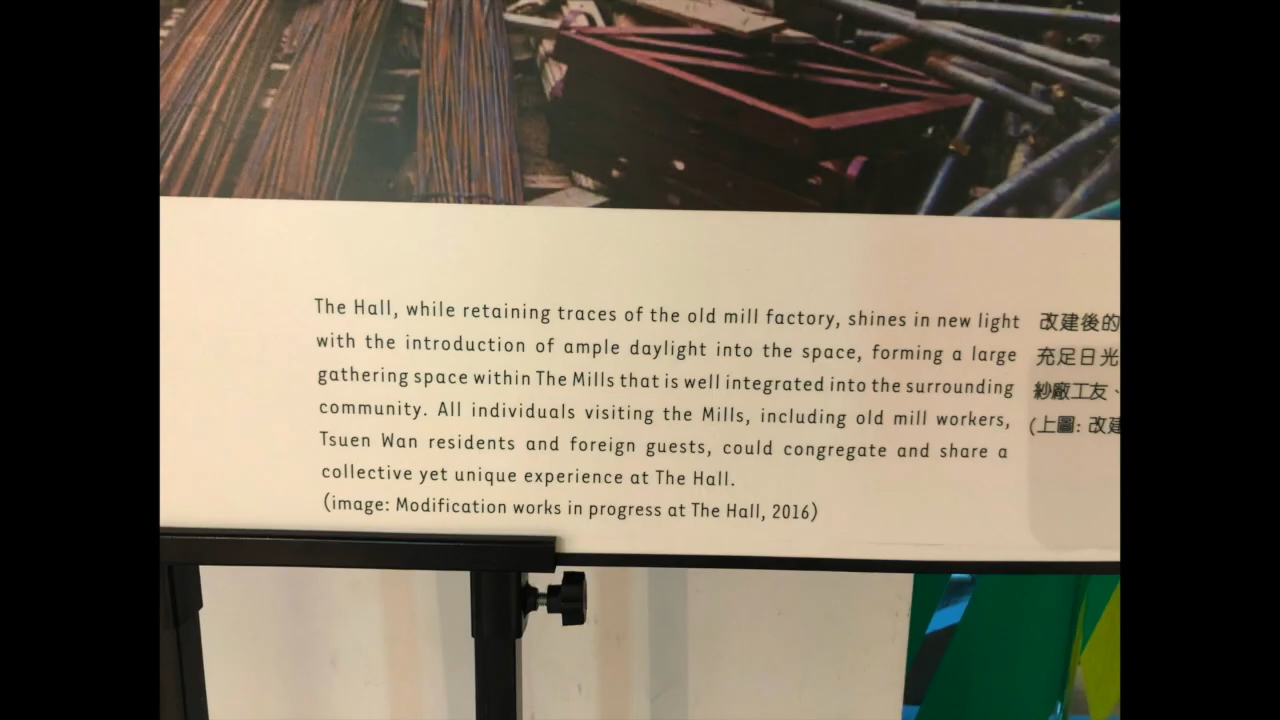 The Hall, while retaining traces of the old mill factory, shines in new light
with the introduction of ample daylight into the space, forming a large
gathering space within The Mills that is well integrated into the surrounding
community. All individuals visiting the Mills, including old mill workers,
Tsuen Wan residents and foreign guests, could congregate and share a
collective yet unique experience at The Hall.
(image: Modification works in progress at The Hall, 2016)
改建後的
充足日光
紗廠工友、
(上圖: 改建